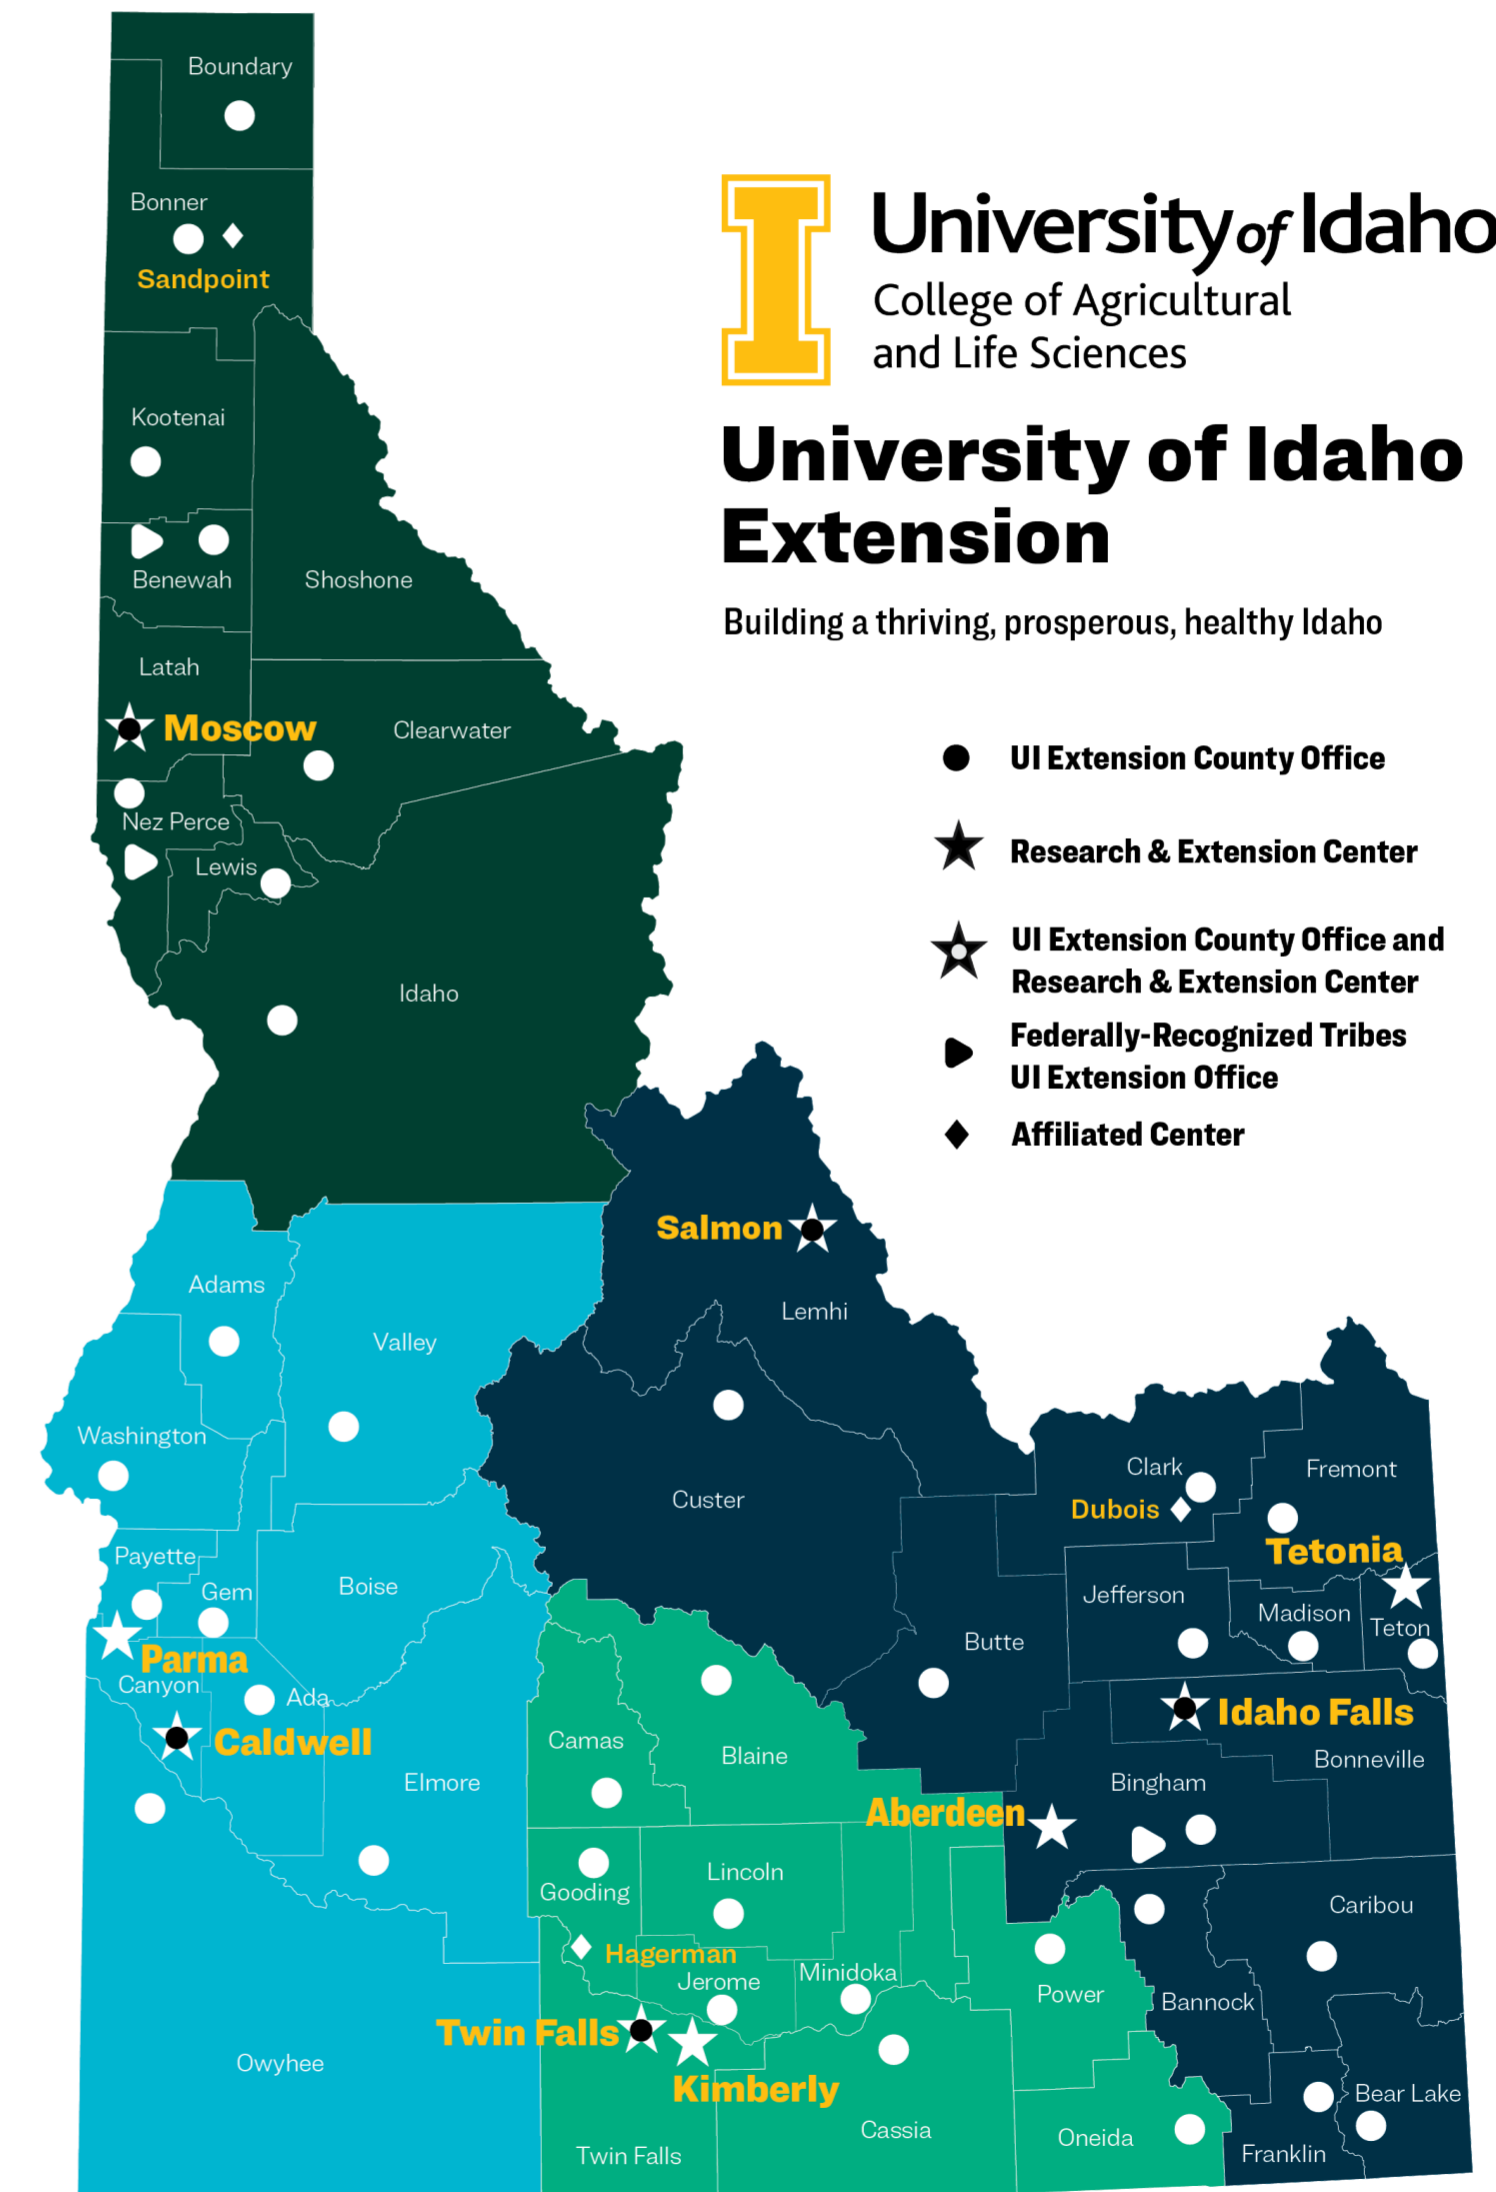 Boundary
Bonner
Sandpoint
University of Idaho
College of Agricultural
and Life Sciences
University of Idaho
Extension
Building a thriving, prosperous, healthy Idaho
Kootenai
Benewah
Shoshone
Latah
Moscow
Clearwater
Nez Perce
Lewis
Idaho
UI Extension County Office
Research & Extension Center
UI Extension County Office and
Research & Extension Center
Federally-Recognized Tribes
UI Extension Office
Affiliated Center
Salmon
Lemhi
Adams
Valley
Washington
Custer
Clark
Dubois
Fremont
Tetonia
Payette
Gem
Boise
Jefferson
Madison
Teton
Butte
Parma
Canyon
Ada
Caldwell
Idaho Falls
Bonneville
Camas
Blaine
Elmore
Bingham
Aberdeen
Gooding
Lincoln
Caribou
Hagerman
Jerome
Minidoka
Power
Bannock
Twin Falls
Kimberly
Owyhee
Bear Lake
Cassia
Oneida
Franklin
Twin Falls